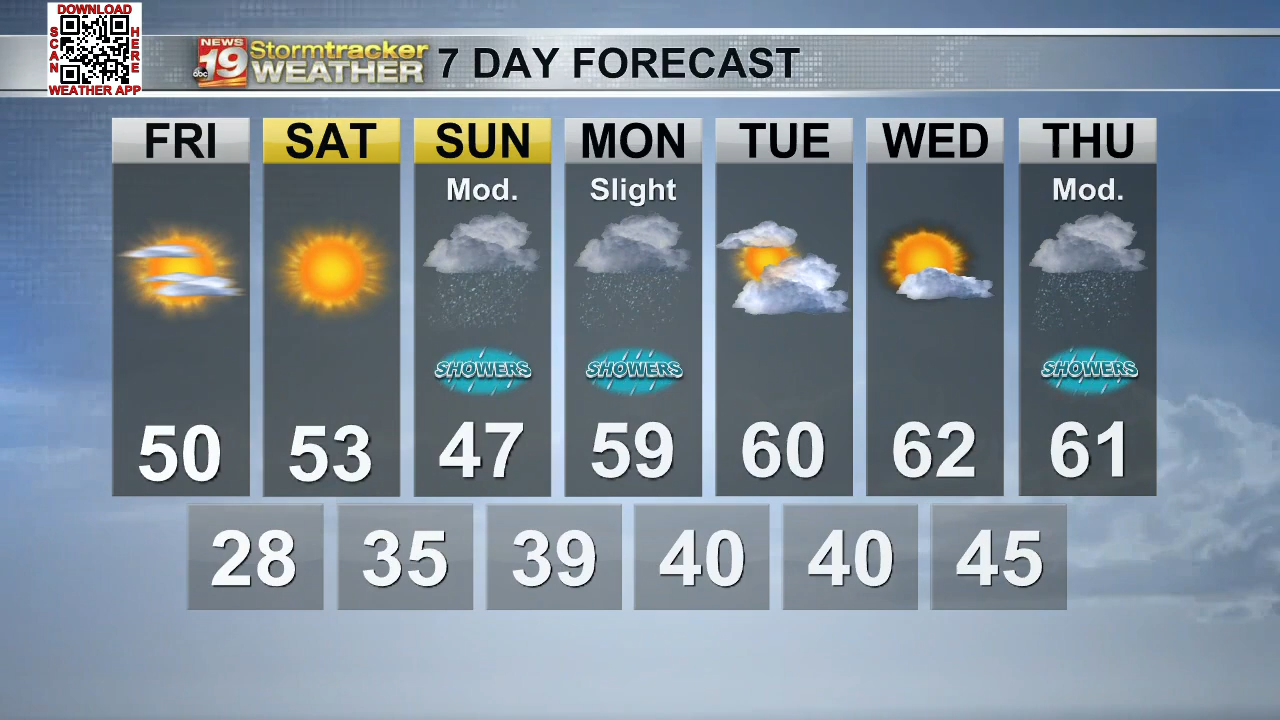 DOWNLOAD
SCAN
HERE
WEATHER APP
NEWS
abc 19
Stormtracker
WEATHER
7 DAY FORECAST
FRI SAT SUN MON TUE WED THU
Mod. Slight Mod.
SHOWERS SHOWERS SHOWERS
50 53 47 59 60 62 61
28 35 39 40 40 45